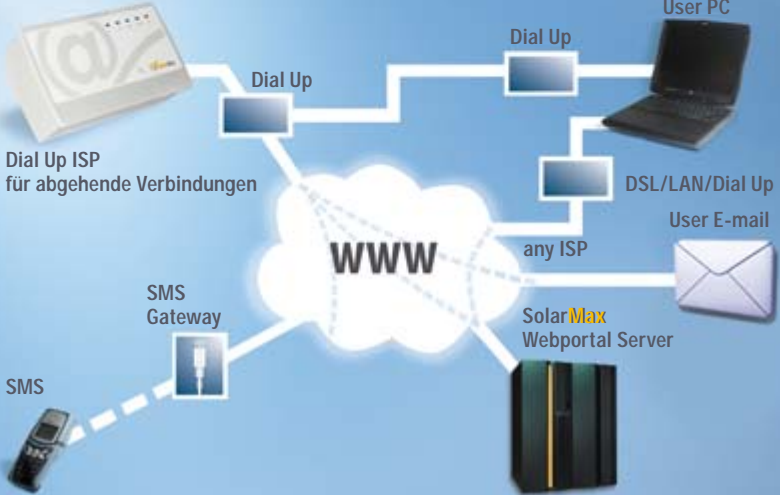 User PC
Dial Up
Dial Up
Dial Up ISP
für abgehende Verbindungen
DSL/LAN/Dial Up
User E-mail
WWW
any ISP
SMS
Gateway
SolarMax
Webportal Server
SMS